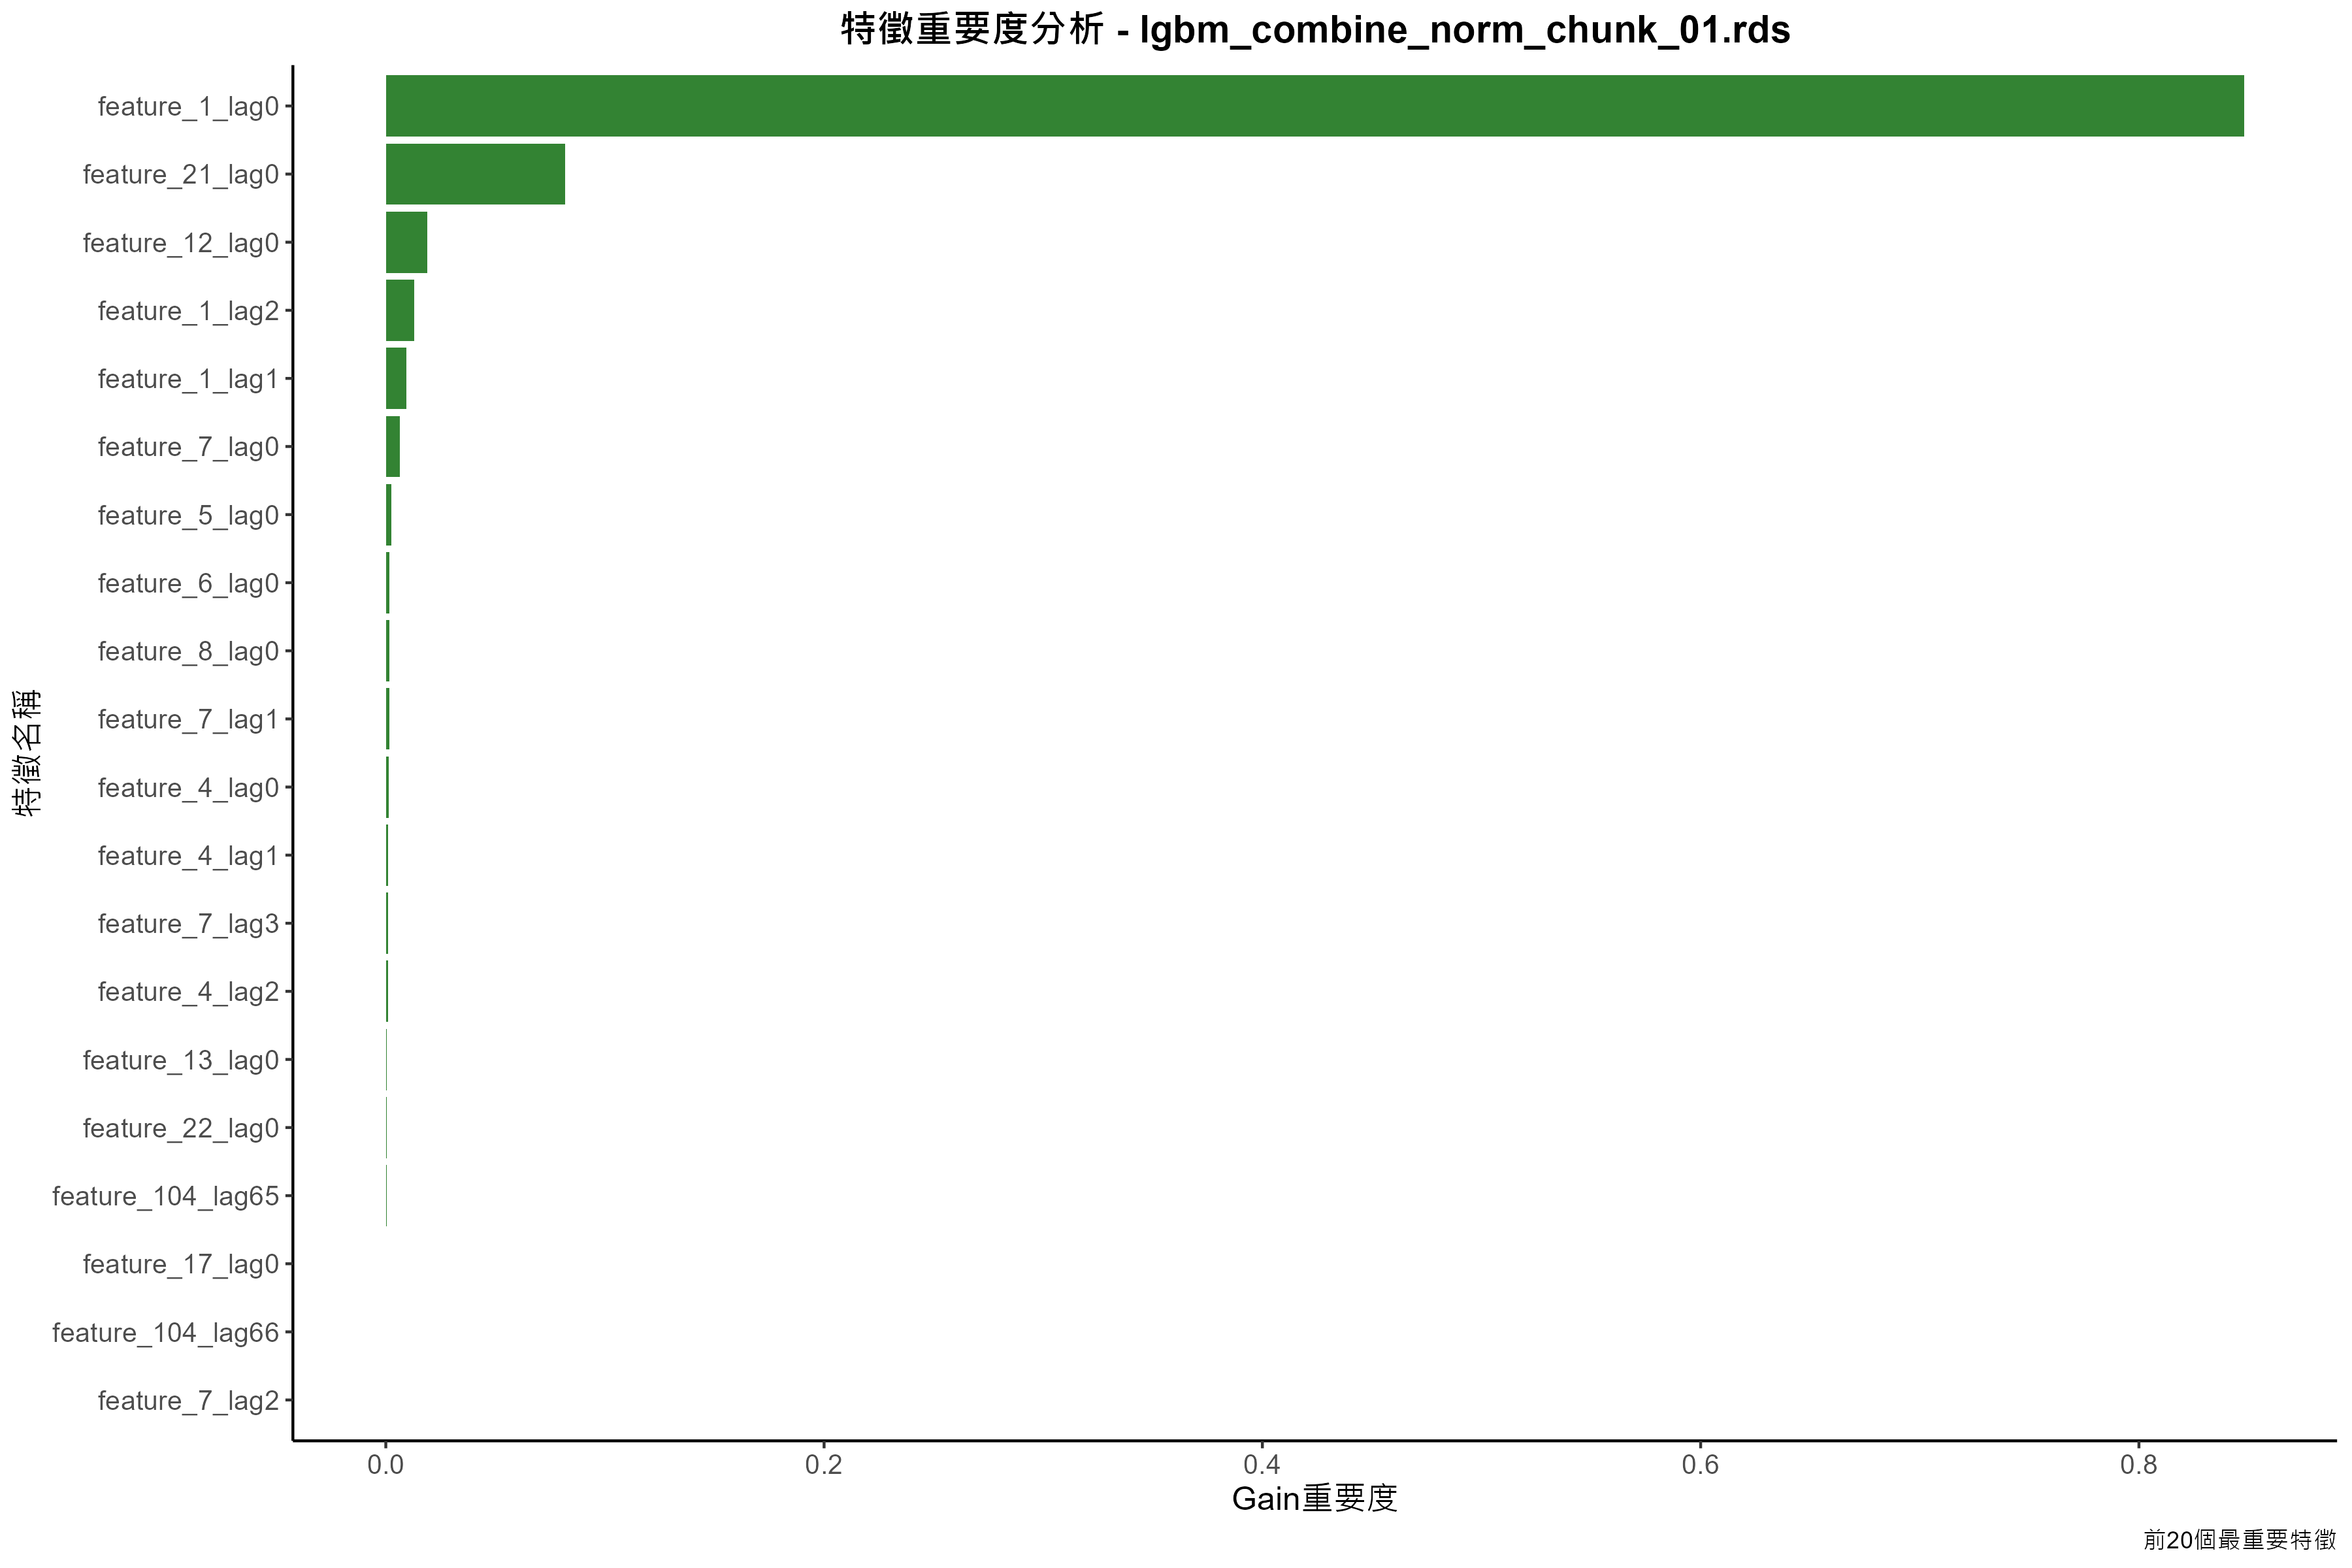 特徵重要度分析 - lgbm_combine_norm_chunk_01.rds
特徵名稱
feature_1_lag0
feature_21_lag0
feature_12_lag0
feature_1_lag2
feature_1_lag1
feature_7_lag0
feature_5_lag0
feature_6_lag0
feature_8_lag0
feature_7_lag1
feature_4_lag0
feature_4_lag1
feature_7_lag3
feature_4_lag2
feature_13_lag0
feature_22_lag0
feature_104_lag65
feature_17_lag0
feature_104_lag66
feature_7_lag2
0.0 0.2 0.4 0.6 0.8
Gain重要度
前20個最重要特徵